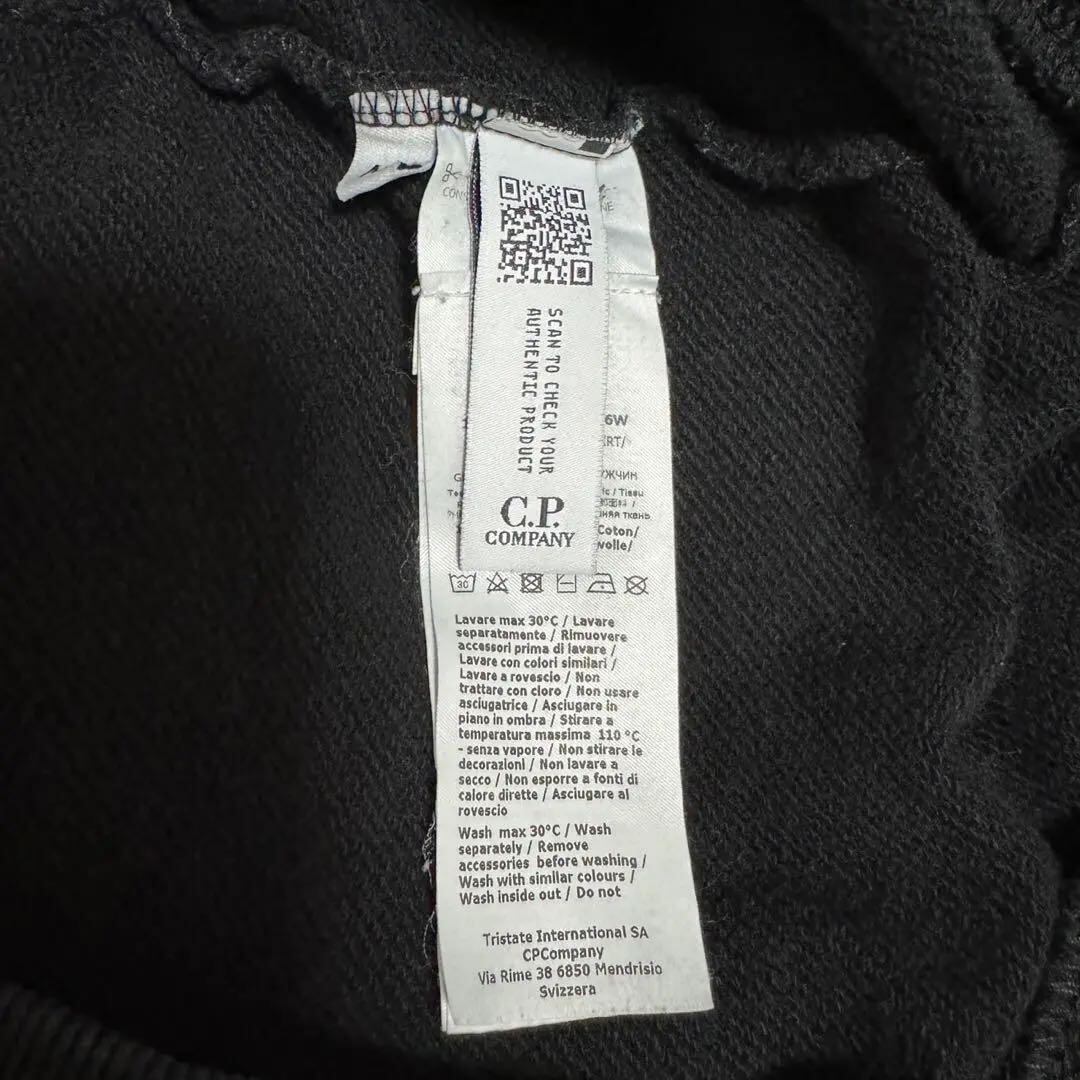 SCAN TO CHECK YOUR
AUTHENTIC PRODUCT
C.P.
COMPANY
6W
Coton/
30
Lavare max 30°C / Lavare
separatamente / Rimuovere
accessori prima di lavare /
Lavare con colori similari /
Lavare a rovescio / Non
trattare con cloro / Non usare
asciugatrice / Asciugare in
piano in ombra / Stirare a
temperatura massima 110 °C
- senza vapore / Non stirare le
decorazioni / Non lavare a
secco / Non esporre a fonti di
calore dirette / Asciugare al
rovescio
Wash max 30°C / Wash
separately / Remove
accessories before washing /
Wash with similar colours /
Wash inside out / Do not
Tristate International SA
CPCompany
Via Rime 38 6850 Mendrisio
Svizzera